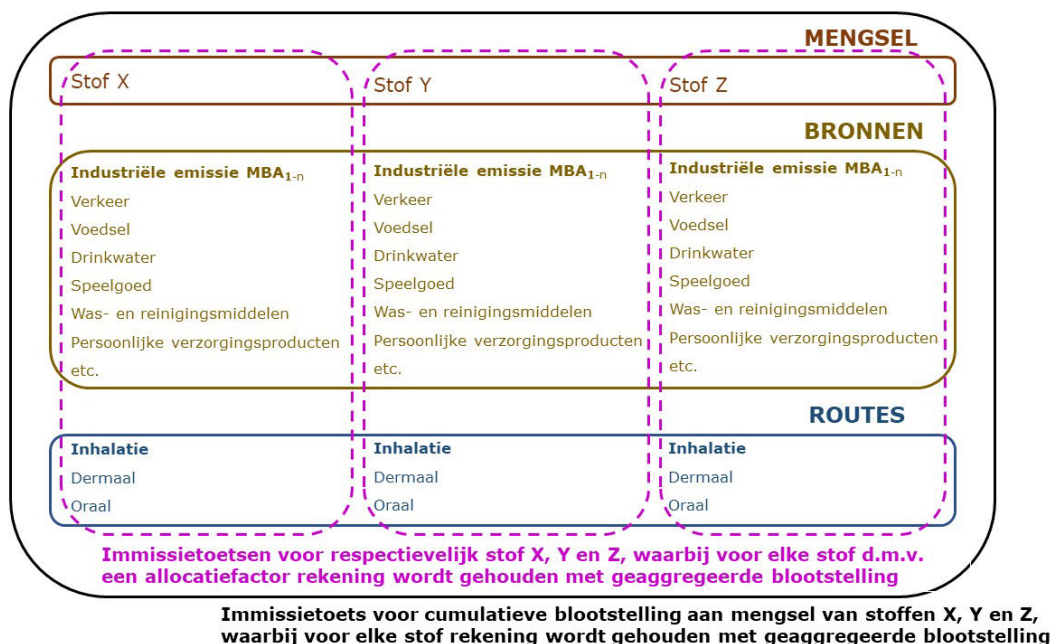 MENGSEL
Stof X
Stof Y
Stof Z
BRONNEN
Industriële emissie MBA1-n
Verkeer
Voedsel
Drinkwater
Speelgoed
Was- en reinigingsmiddelen
Persoonlijke verzorgingsproducten
etc.
Industriële emissie MBA1-n
Verkeer
Voedsel
Drinkwater
Speelgoed
Was- en reinigingsmiddelen
Persoonlijke verzorgingsproducten
etc.
Industriële emissie MBA1-n
Verkeer
Voedsel
Drinkwater
Speelgoed
Was- en reinigingsmiddelen
Persoonlijke verzorgingsproducten
etc.
ROUTES
Inhalatie
Dermaal
Oraal
Inhalatie
Dermaal
Oraal
Inhalatie
Dermaal
Oraal
Immissietoetsen voor respectievelijk stof X, Y en Z, waarbij voor elke stof d.m.v.
een allocatiefactor rekening wordt gehouden met geaggregeerde blootstelling
Immissietoets voor cumulatieve blootstelling aan mengsel van stoffen X, Y en Z,
waarbij voor elke stof rekening wordt gehouden met geaggregeerde blootstelling